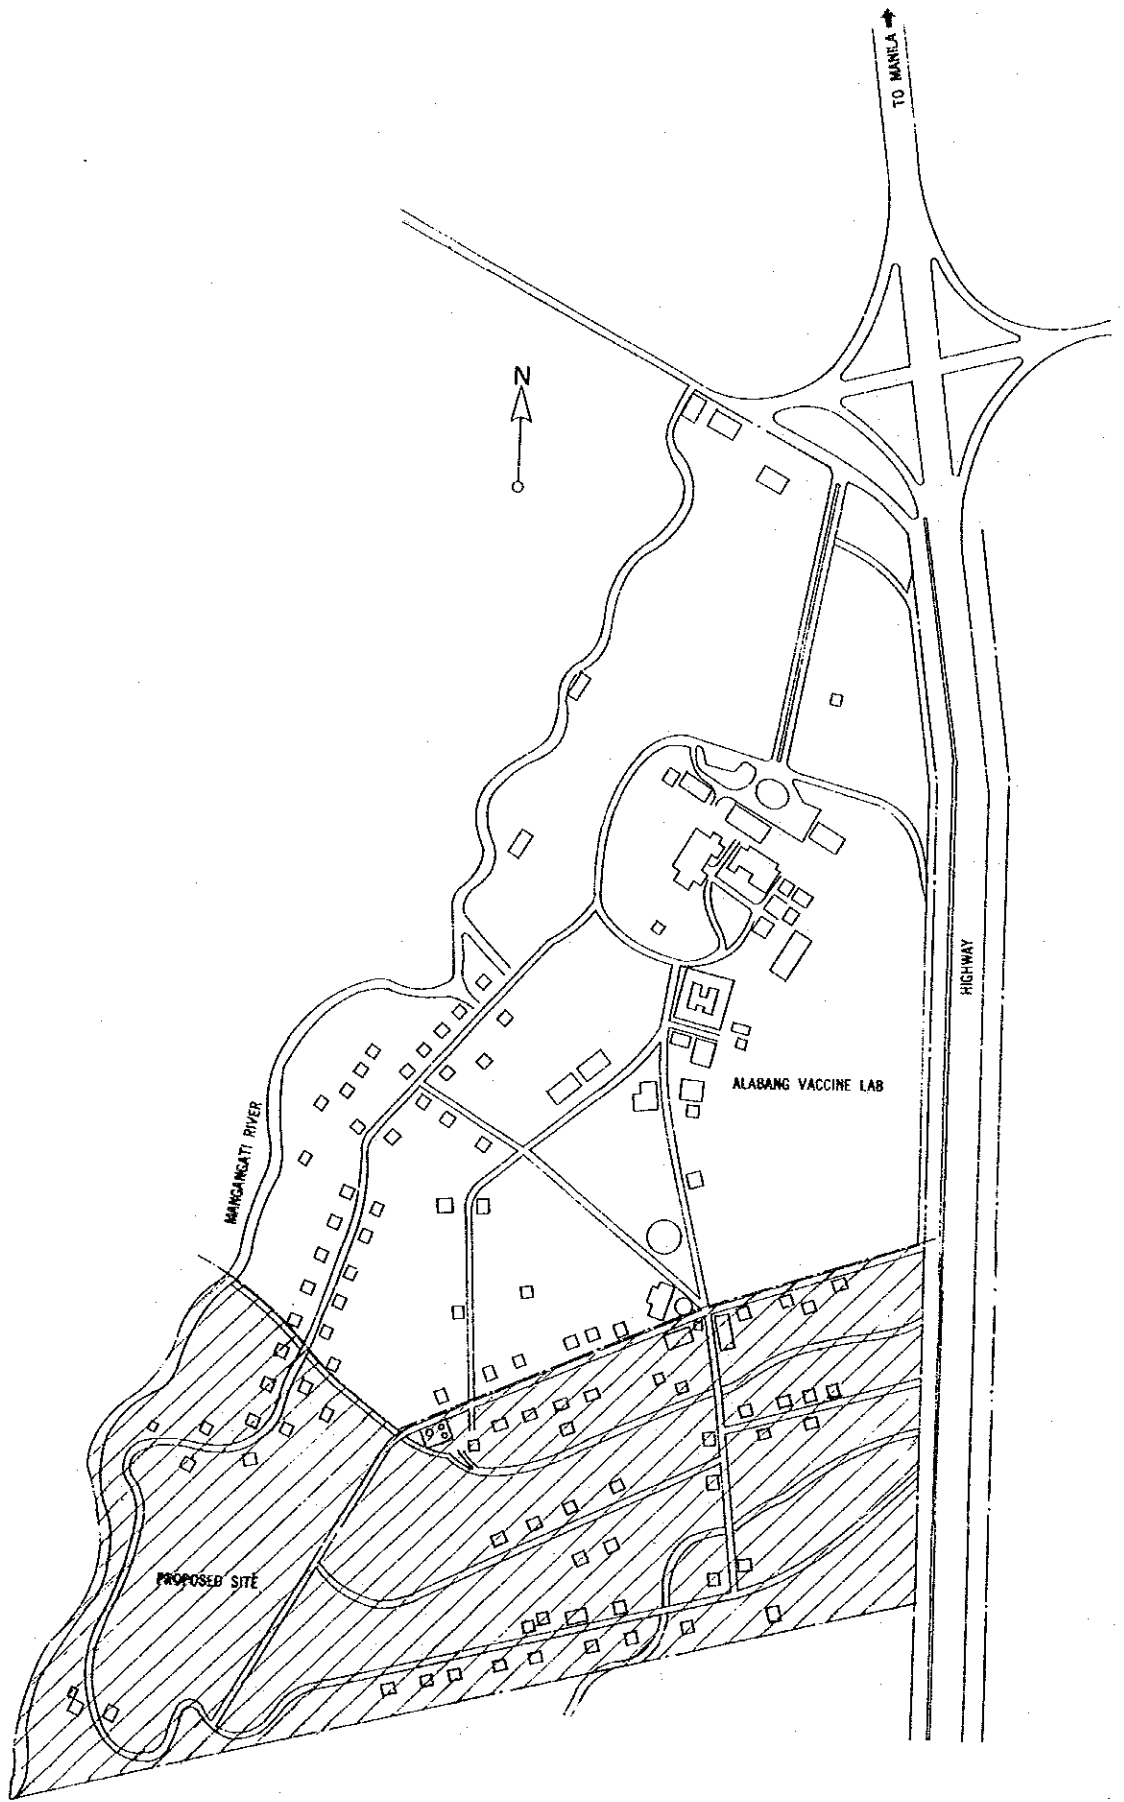 TO MANILA
N
HIGHWAY
ALABANG VACCINE LAB
MANGANGATI RIVER
PROPOSED SITE